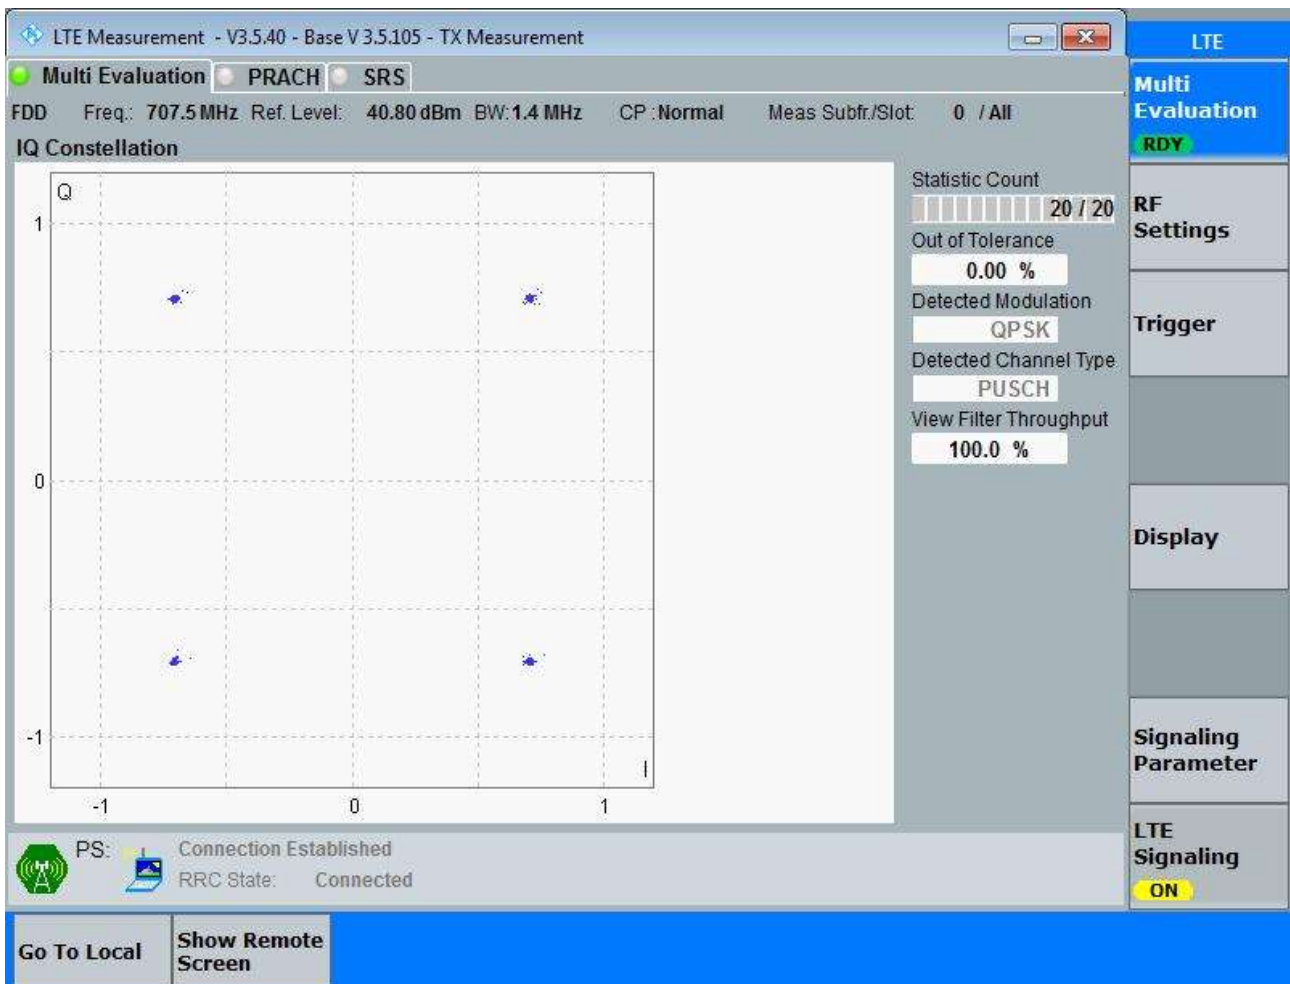 LTE Measurement - V3.5.40 - Base V 3.5.105 - TX Measurement
LTE
Multi Evaluation PRACH SRS
FDD Freq.: 707.5 MHz Ref. Level: 40.80 dBm BW: 1.4 MHz CP : Normal Meas Subfr./Slot: 0 / All
IQ Constellation
Q
1
0
-1
I
-1 0 1
Statistic Count
20 / 20
Out of Tolerance
0.00 %
Detected Modulation
QPSK
Detected Channel Type
PUSCH
View Filter Throughput
100.0 %
Multi
Evaluation
RDY
RF
Settings
Trigger
Display
Signaling
Parameter
LTE
Signaling
ON
PS: Connection Established
RRC State: Connected
Go To Local
Show Remote
Screen